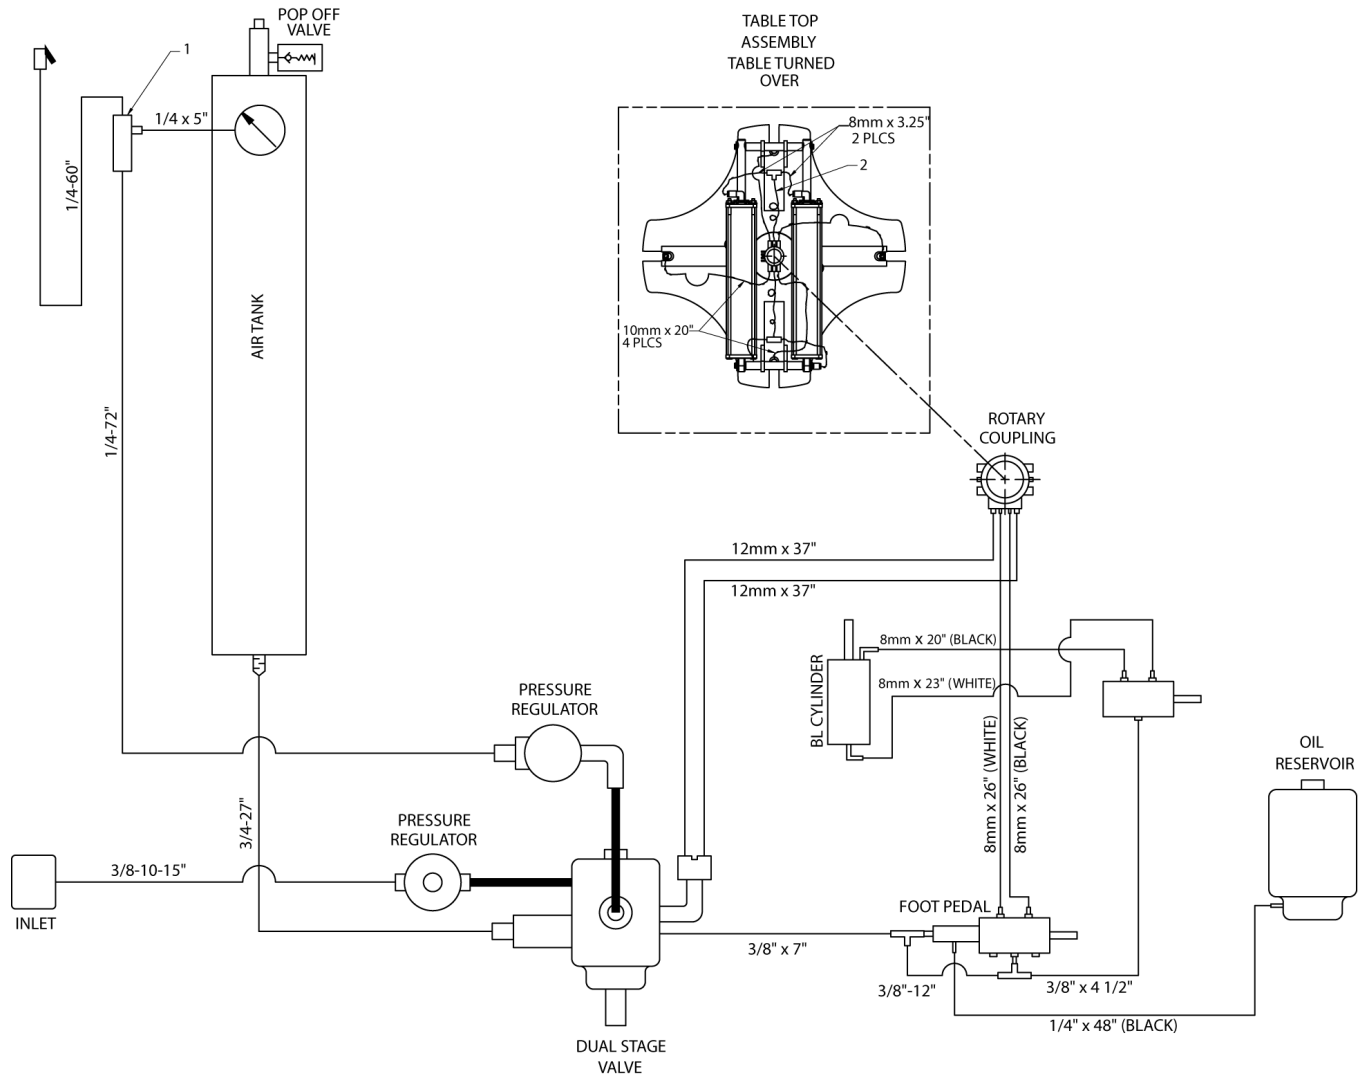 POP OFF
VALVE
1
1/4 x 5"
1/4-60"
AIR TANK
1/4-72"
TABLE TOP
ASSEMBLY
TABLE TURNED
OVER
8mm x 3.25"
2 PLCS
2
10mm x 20"
4 PLCS
ROTARY
COUPLING
12mm x 37"
12mm x 37"
8mm x 20" (BLACK)
8mm x 23" (WHITE)
BL CYLINDER
8mm x 26" (WHITE)
8mm x 26" (BLACK)
PRESSURE
REGULATOR
3/4-27"
PRESSURE
REGULATOR
3/8-10-15"
INLET
OIL
RESERVOIR
FOOT PEDAL
3/8" x 7"
3/8"-12"
3/8" x 4 1/2"
1/4" x 48" (BLACK)
DUAL STAGE
VALVE